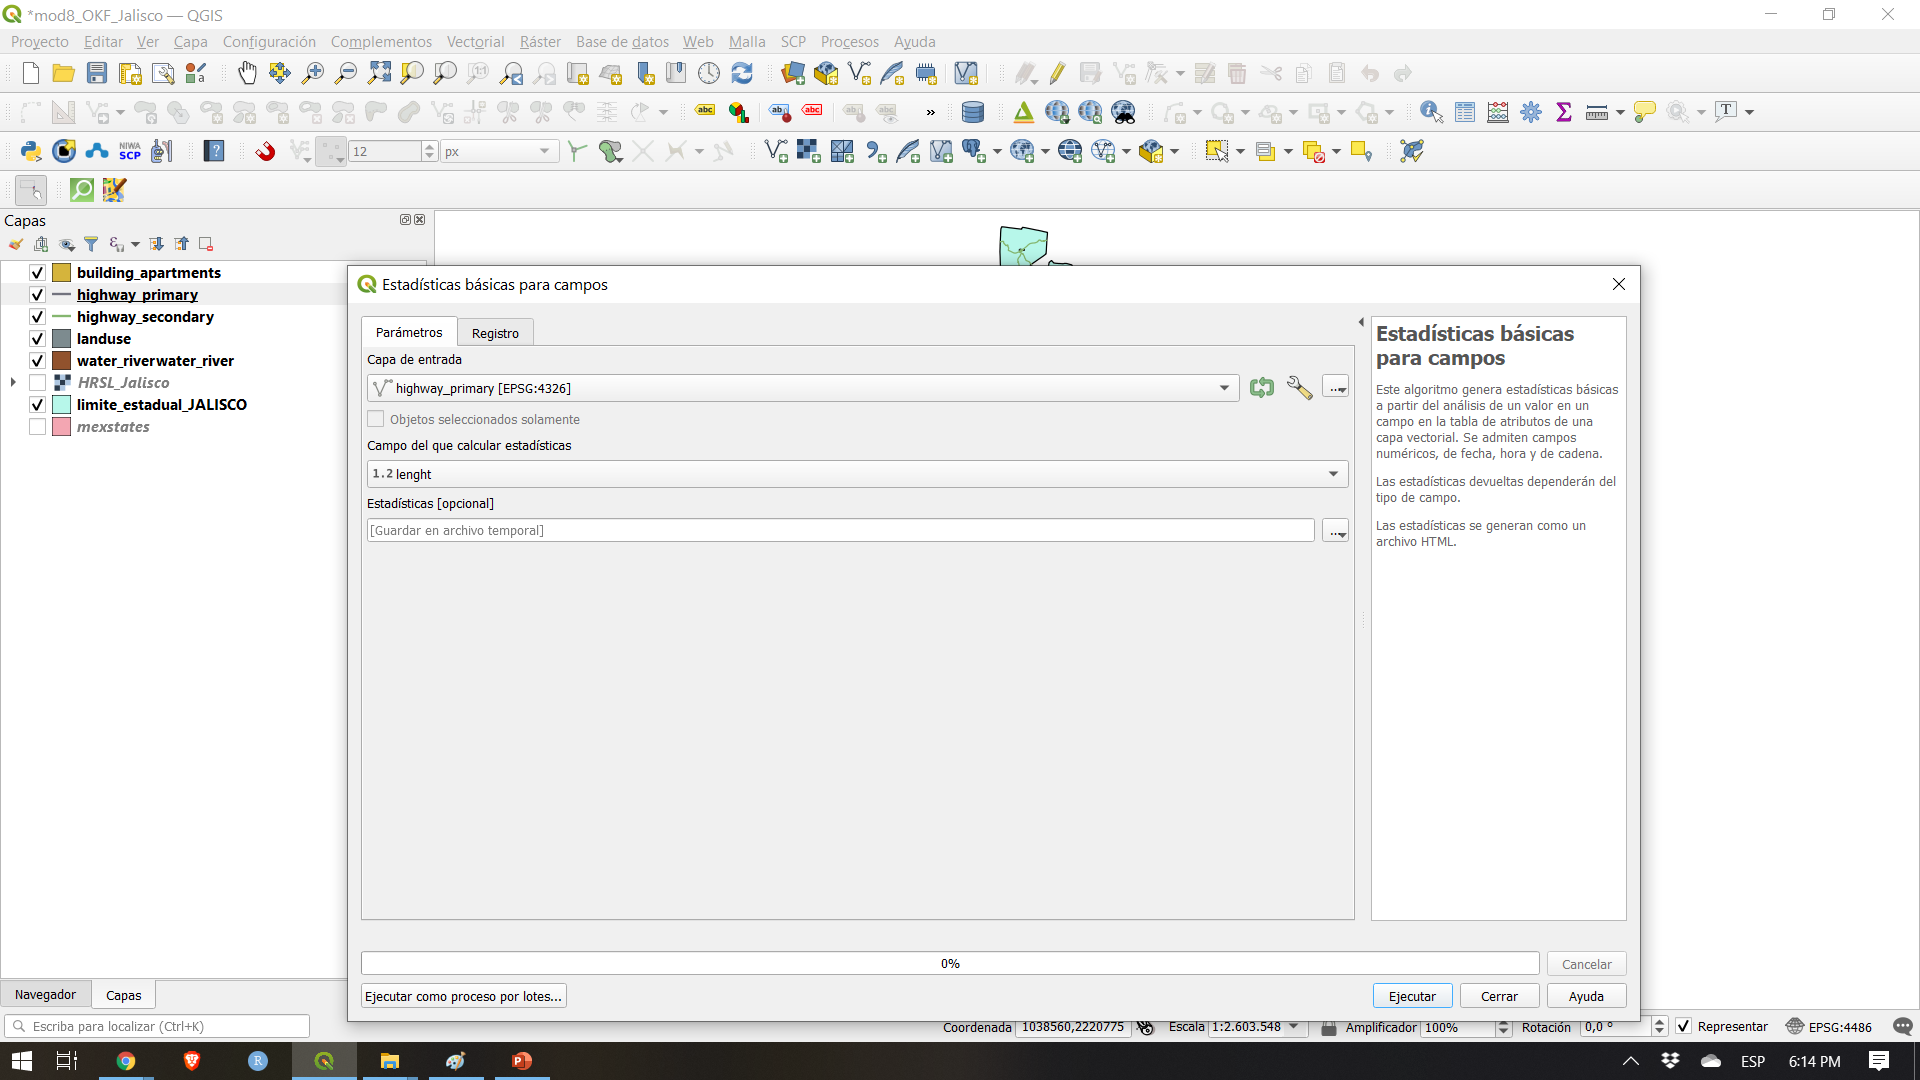 *mod8_OKF_Jalisco — QGIS
Proyecto Editar Ver Capa Configuración Complementos Vectorial Ráster Base de datos Web Malla SCP Procesos Ayuda
abc abc abc abc »
NIWA
SCP
12 px
Capas
building_apartments
highway_primary
highway_secondary
landuse
water_riverwater_river
HRSL_Jalisco
limite_estadual_JALISCO
mexstates
Estadísticas básicas para campos
Parámetros Registro
Capa de entrada
highway_primary [EPSG:4326]
Objetos seleccionados solamente
Campo del que calcular estadísticas
1.2 lenght
Estadísticas [opcional]
[Guardar en archivo temporal]
Estadísticas básicas
para campos
Este algoritmo genera estadísticas básicas
a partir del análisis de un valor en un
campo en la tabla de atributos de una
capa vectorial. Se admiten campos
numéricos, de fecha, hora y de cadena.
Las estadísticas devueltas dependerán del
tipo de campo.
Las estadísticas se generan como un
archivo HTML.
0%
Cancelar
Ejecutar como proceso por lotes...
Ejecutar Cerrar Ayuda
Navegador Capas
Escriba para localizar (Ctrl+K)
Coordenada 1038560,2220775 Escala 1:2.603.548 Amplificador 100% Rotación 0,0 ° Representar EPSG:4486
ESP 6:14 PM